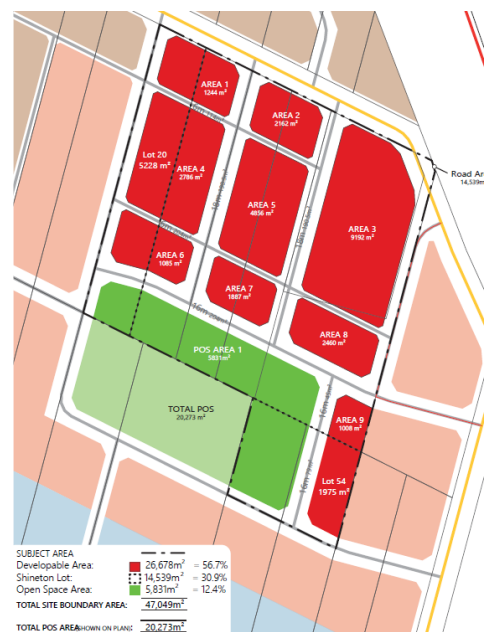 AREA 1
1244 m²
AREA 2
2162 m²
Lot 20
5228 m²
AREA 4
2786 m²
Road Ar
14,539m
AREA 5
4856 m²
AREA 3
9192 m²
AREA 6
1085 m²
AREA 7
1887 m²
16m
POS AREA 1
3831m²
AREA 8
2460 m²
TOTAL POS
20,273 m²
16m
AREA 9
1008 m²
16m
Lot 54
1975 m²
SUBJECT AREA
Developable Area: 26,678m² = 56.7%
Shineton Lot: 14,539m² = 30.9%
Open Space Area: 5,831m² = 12.4%
TOTAL SITE BOUNDARY AREA: 47,049m²
TOTAL POS AREA(SHOWN ON PLAN): 20,273m²